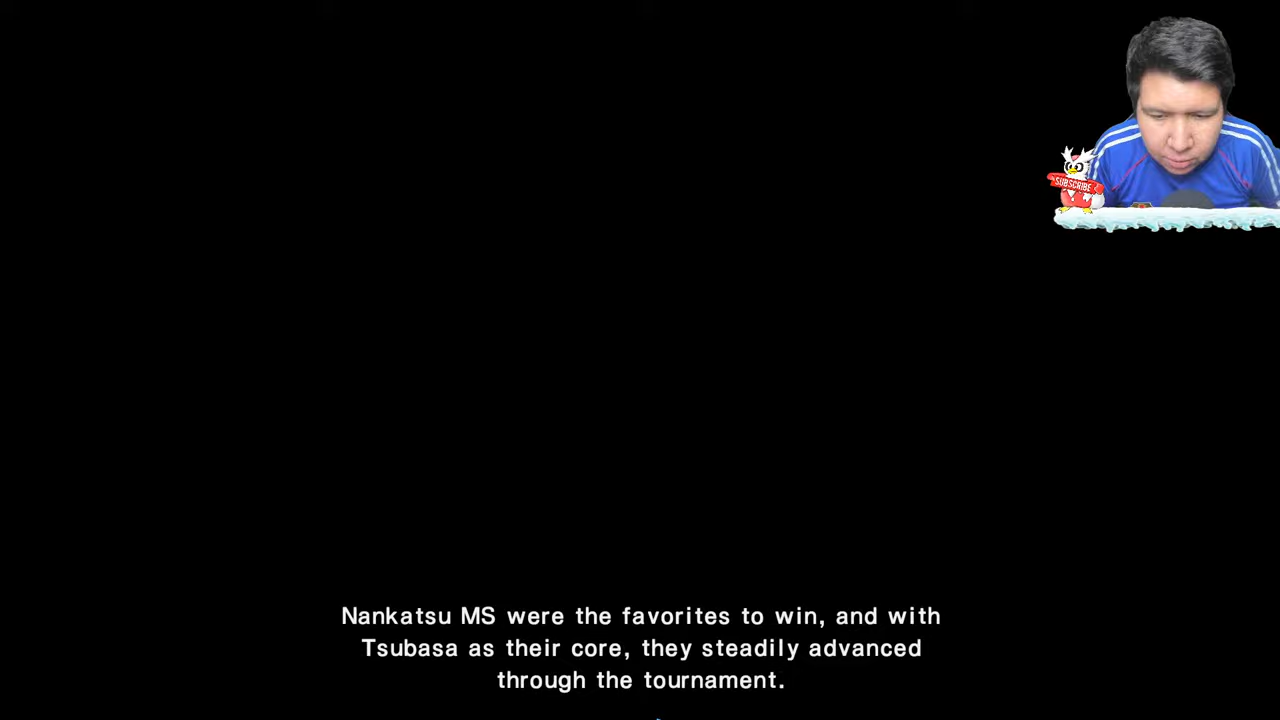 SUBSCRIBE
Nankatsu MS were the favorites to win, and with
Tsubasa as their core, they steadily advanced
through the tournament.